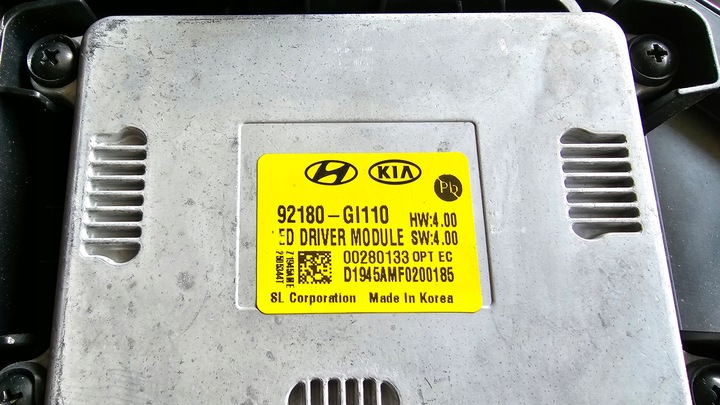 KIA
Pb
92180-GI110 HW:4.00
ED DRIVER MODULE SW:4.00
00280133 OPT EC
D1945AMF0200185
SL Corporation Made In Korea